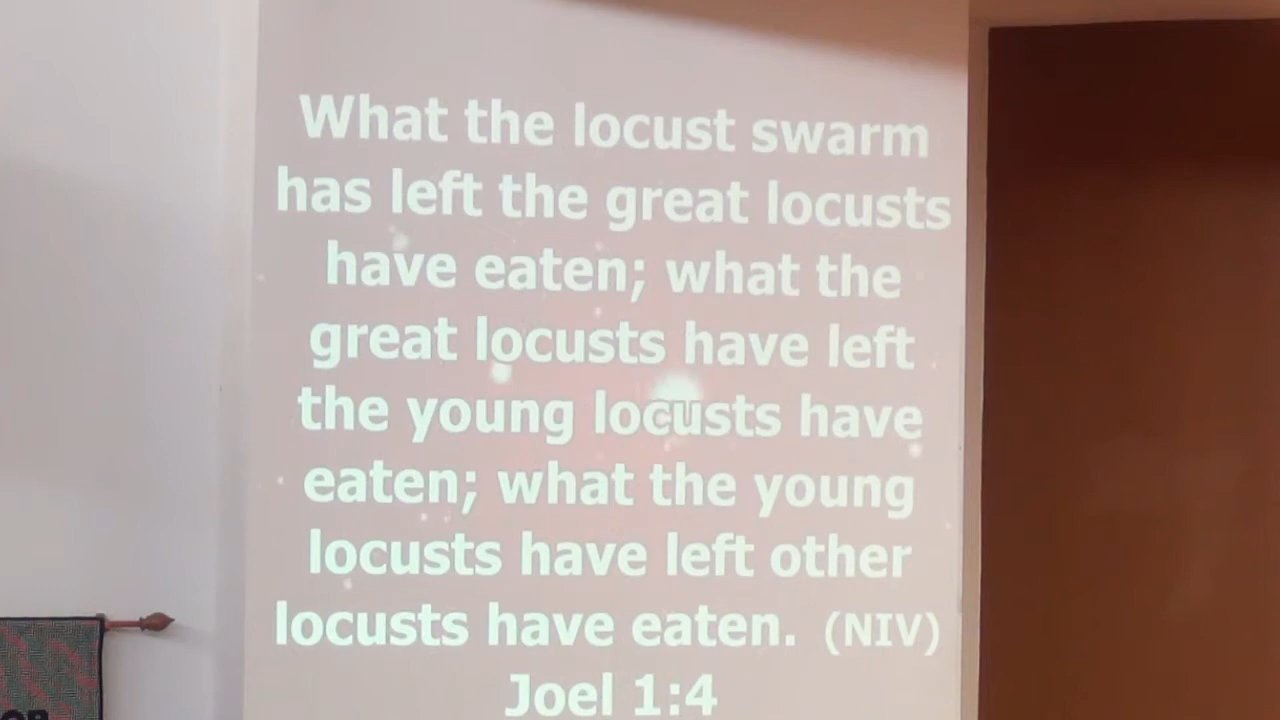 What the locust swarm
has left the great locusts
have eaten; what the
great locusts have left
the young locusts have
eaten; what the young
locusts have left other
locusts have eaten. (NIV)
Joel 1:4